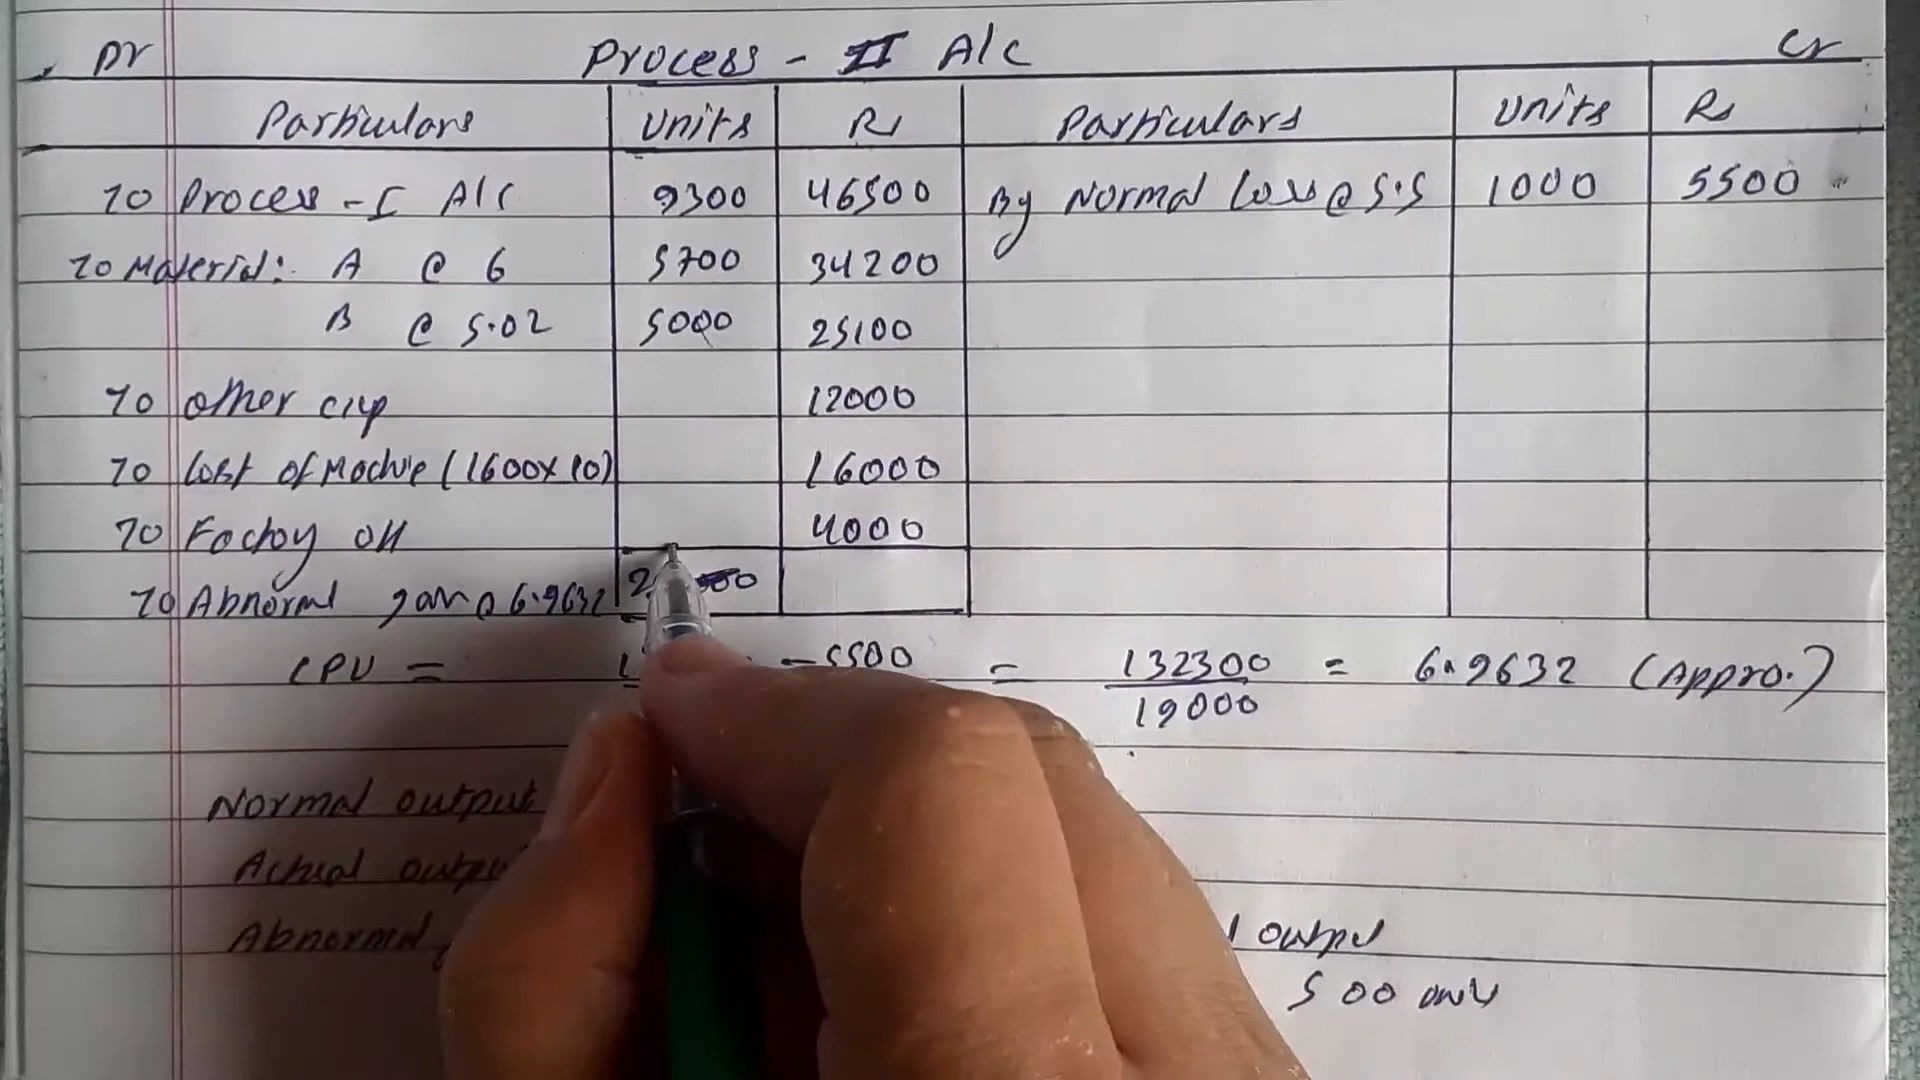 Dr Process - II A/c Cr
Particulars Units Rs Particulars Units Rs
To Process - I A/c 9300 46500 By Normal Loss @ 5.5 1000 5500
To Material: A @ 6 5700 34200
B @ 5.02 5000 25100
To other exp 12000
To Cost of Machine (1600x10) 16000
To Factory OH 4000
To Abnormal gain @ 6.9632
CPU = - 5500 = 132300 = 6.9632 (Appro.)
19000
Normal output
Actual
Abnormal output
500 units